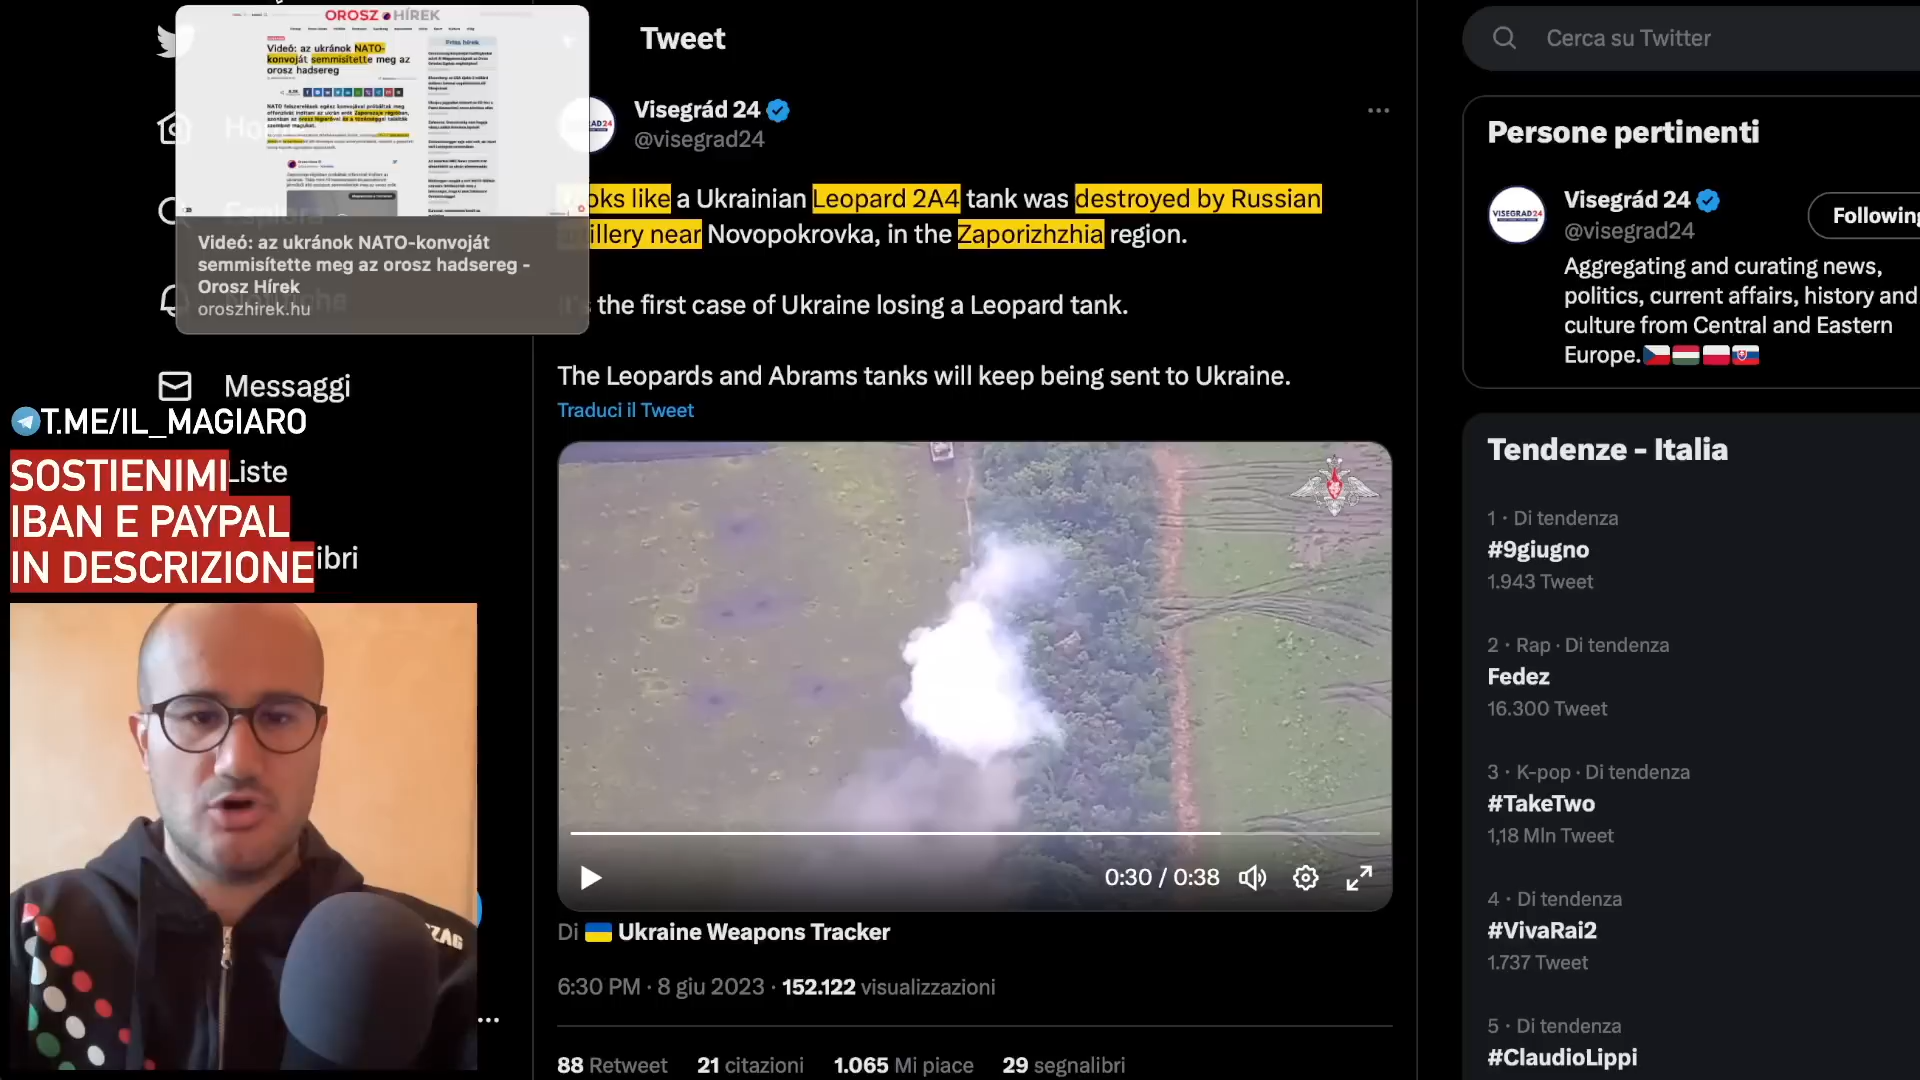 Tweet
Cerca su Twitter
OROSZ HÍREK
Videó: az ukránok NATO-
konvoját semmisítette meg az
orosz hadsereg
Friss hírek
Videó: az ukránok NATO-konvoját
semmisítette meg az orosz hadsereg -
Orosz Hírek
oroszhirek.hu
Messaggi
T.ME/IL_MAGIARO
SOSTIENIMI
Liste
IBAN E PAYPAL
IN DESCRIZIONE
ibri
ZÁG
Visegrád 24
@visegrad24
oks like a Ukrainian Leopard 2A4 tank was destroyed by Russian
artillery near Novopokrovka, in the Zaporizhzhia region.
It's the first case of Ukraine losing a Leopard tank.
The Leopards and Abrams tanks will keep being sent to Ukraine.
Traduci il Tweet
0:30 / 0:38
Di Ukraine Weapons Tracker
6:30 PM · 8 giu 2023 · 152.122 visualizzazioni
88 Retweet 21 citazioni 1.065 Mi piace 29 segnalibri
Persone pertinenti
VISEGRAD24
Visegrád 24
@visegrad24
Following
Aggregating and curating news,
politics, current affairs, history and
culture from Central and Eastern
Europe.
Tendenze - Italia
1 · Di tendenza
#9giugno
1.943 Tweet
2 · Rap · Di tendenza
Fedez
16.300 Tweet
3 · K-pop · Di tendenza
#TakeTwo
1,18 Mln Tweet
4 · Di tendenza
#VivaRai2
1.737 Tweet
5 · Di tendenza
#ClaudioLippi